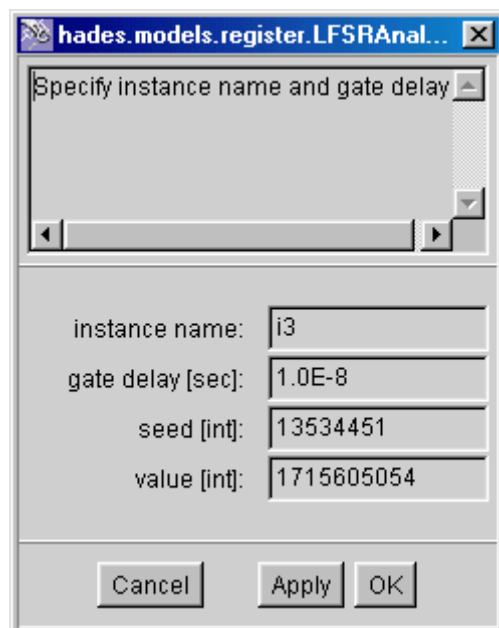 hades.models.register.LFSRAnal...
Specify instance name and gate delay
instance name: i3
gate delay [sec]: 1.0E-8
seed [int]: 13534451
value [int]: 1715605054
Cancel Apply OK